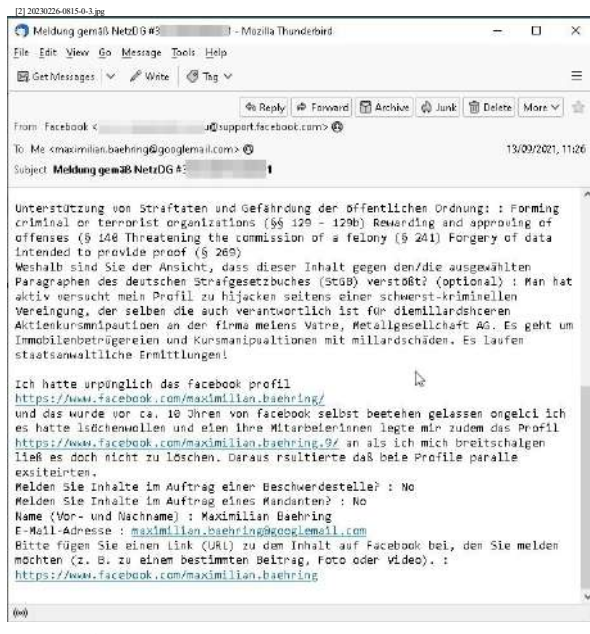 [2] 20230226-0815-0-3.jpg
Meldung gemäß NetzDG #3 1 - Mozilla Thunderbird
File Edit View Go Message Tools Help
Get Messages Write Tag
Reply Forward Archive Junk Delete More
From Facebook < u@support.facebook.com>
To Me <maximilian.baehring@googlemail.com> 13/09/2021, 11:26
Subject Meldung gemäß NetzDG #3 1
Unterstützung von Straftaten und Gefährdung der öffentlichen Ordnung: : Forming
criminal or terrorist organizations (§§ 129 - 129b) Rewarding and approving of
offenses (§ 140 Threatening the commission of a felony (§ 241) Forgery of data
intended to provide proof (§ 269)
Weshalb sind Sie der Ansicht, dass dieser Inhalt gegen den/die ausgewählten
Paragraphen des deutschen Strafgesetzbuches (StGB) verstößt? (optional) : Man hat
aktiv versucht mein Profil zu hijacken seitens einer schwerst-kriminellen
Vereingung, der selben die auch verantwortlich ist für diemillardshceren
Aktienkursmnipautioen an der firma meiens Vatre, Metallgesellchaft AG. Es geht um
Immobilenbetrügereien und Kursmanipsualtionen mit millardschäden. Es laufen
staatsanwaltliche Ermittlungen!
Ich hatte urpünglich das facebook profil
https://www.facebook.com/maximilian.baehring/
und das wurde vor ca. 10 Jhren von facebook selbst beetehen gelassen ongelci ich
es hatte lsöchenwollen und eien ihre Mitarbeierinnen legte mir zudem das Profil
https://www.facebook.com/maximilian.baehring.9/ an als ich mich breitschalgen
ließ es doch nicht zu löschen. Daraus rsultierte daß beie Profile paralle
exsiteirten.
Melden Sie Inhalte im Auftrag einer Beschwerdestelle? : No
Melden Sie Inhalte im Auftrag eines Mandanten? : No
Name (Vor- und Nachname) : Maximilian Baehring
E-Mail-Adresse : maximilian.baehring@googlemail.com
Bitte fügen Sie einen Link (URL) zu dem Inhalt auf Facebook bei, den Sie melden
möchten (z. B. zu einem bestimmten Beitrag, Foto oder Video). :
https://www.facebook.com/maximilian.baehring